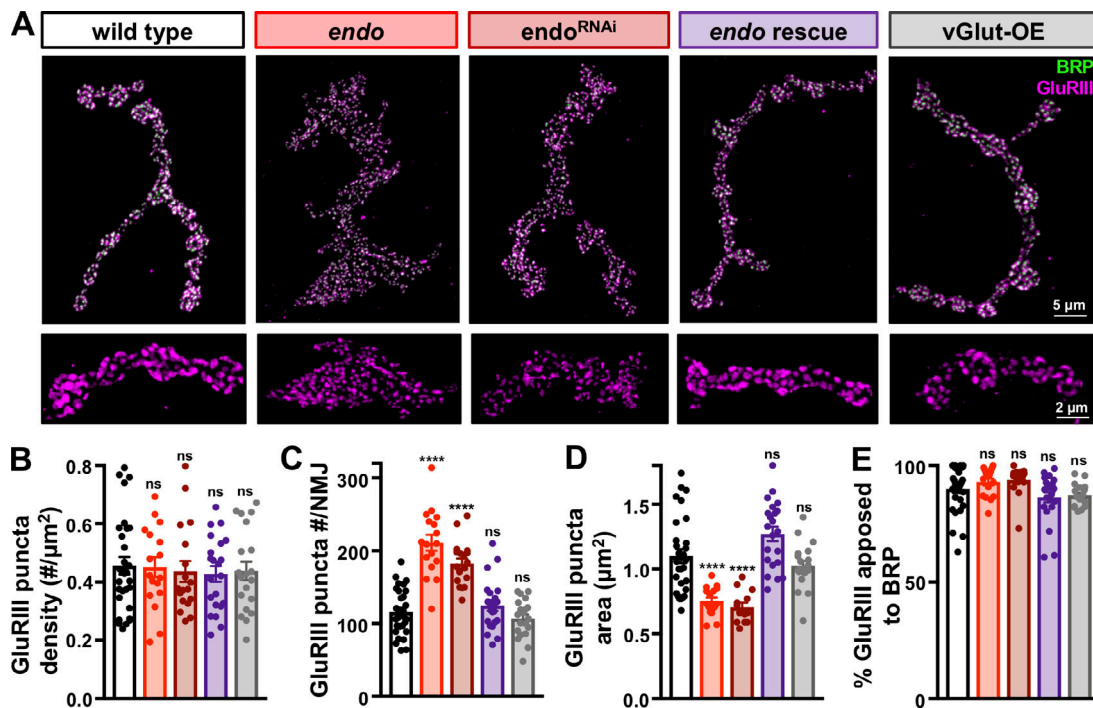 A
wild type
endo
endoRNAi
endo rescue
vGlut-OE
BRP
GluRIII
5 µm
2 µm
B
GluRIII puncta
density (#/µm²)
0.8
0.6
0.4
0.2
0.0
ns
ns
ns
ns
C
GluRIII puncta #/NMJ
300
200
100
0
****
****
ns
ns
D
GluRIII puncta
area (µm²)
1.5
1.0
0.5
0.0
****
****
ns
ns
E
% GluRIII apposed
to BRP
100
50
0
ns
ns
ns
ns